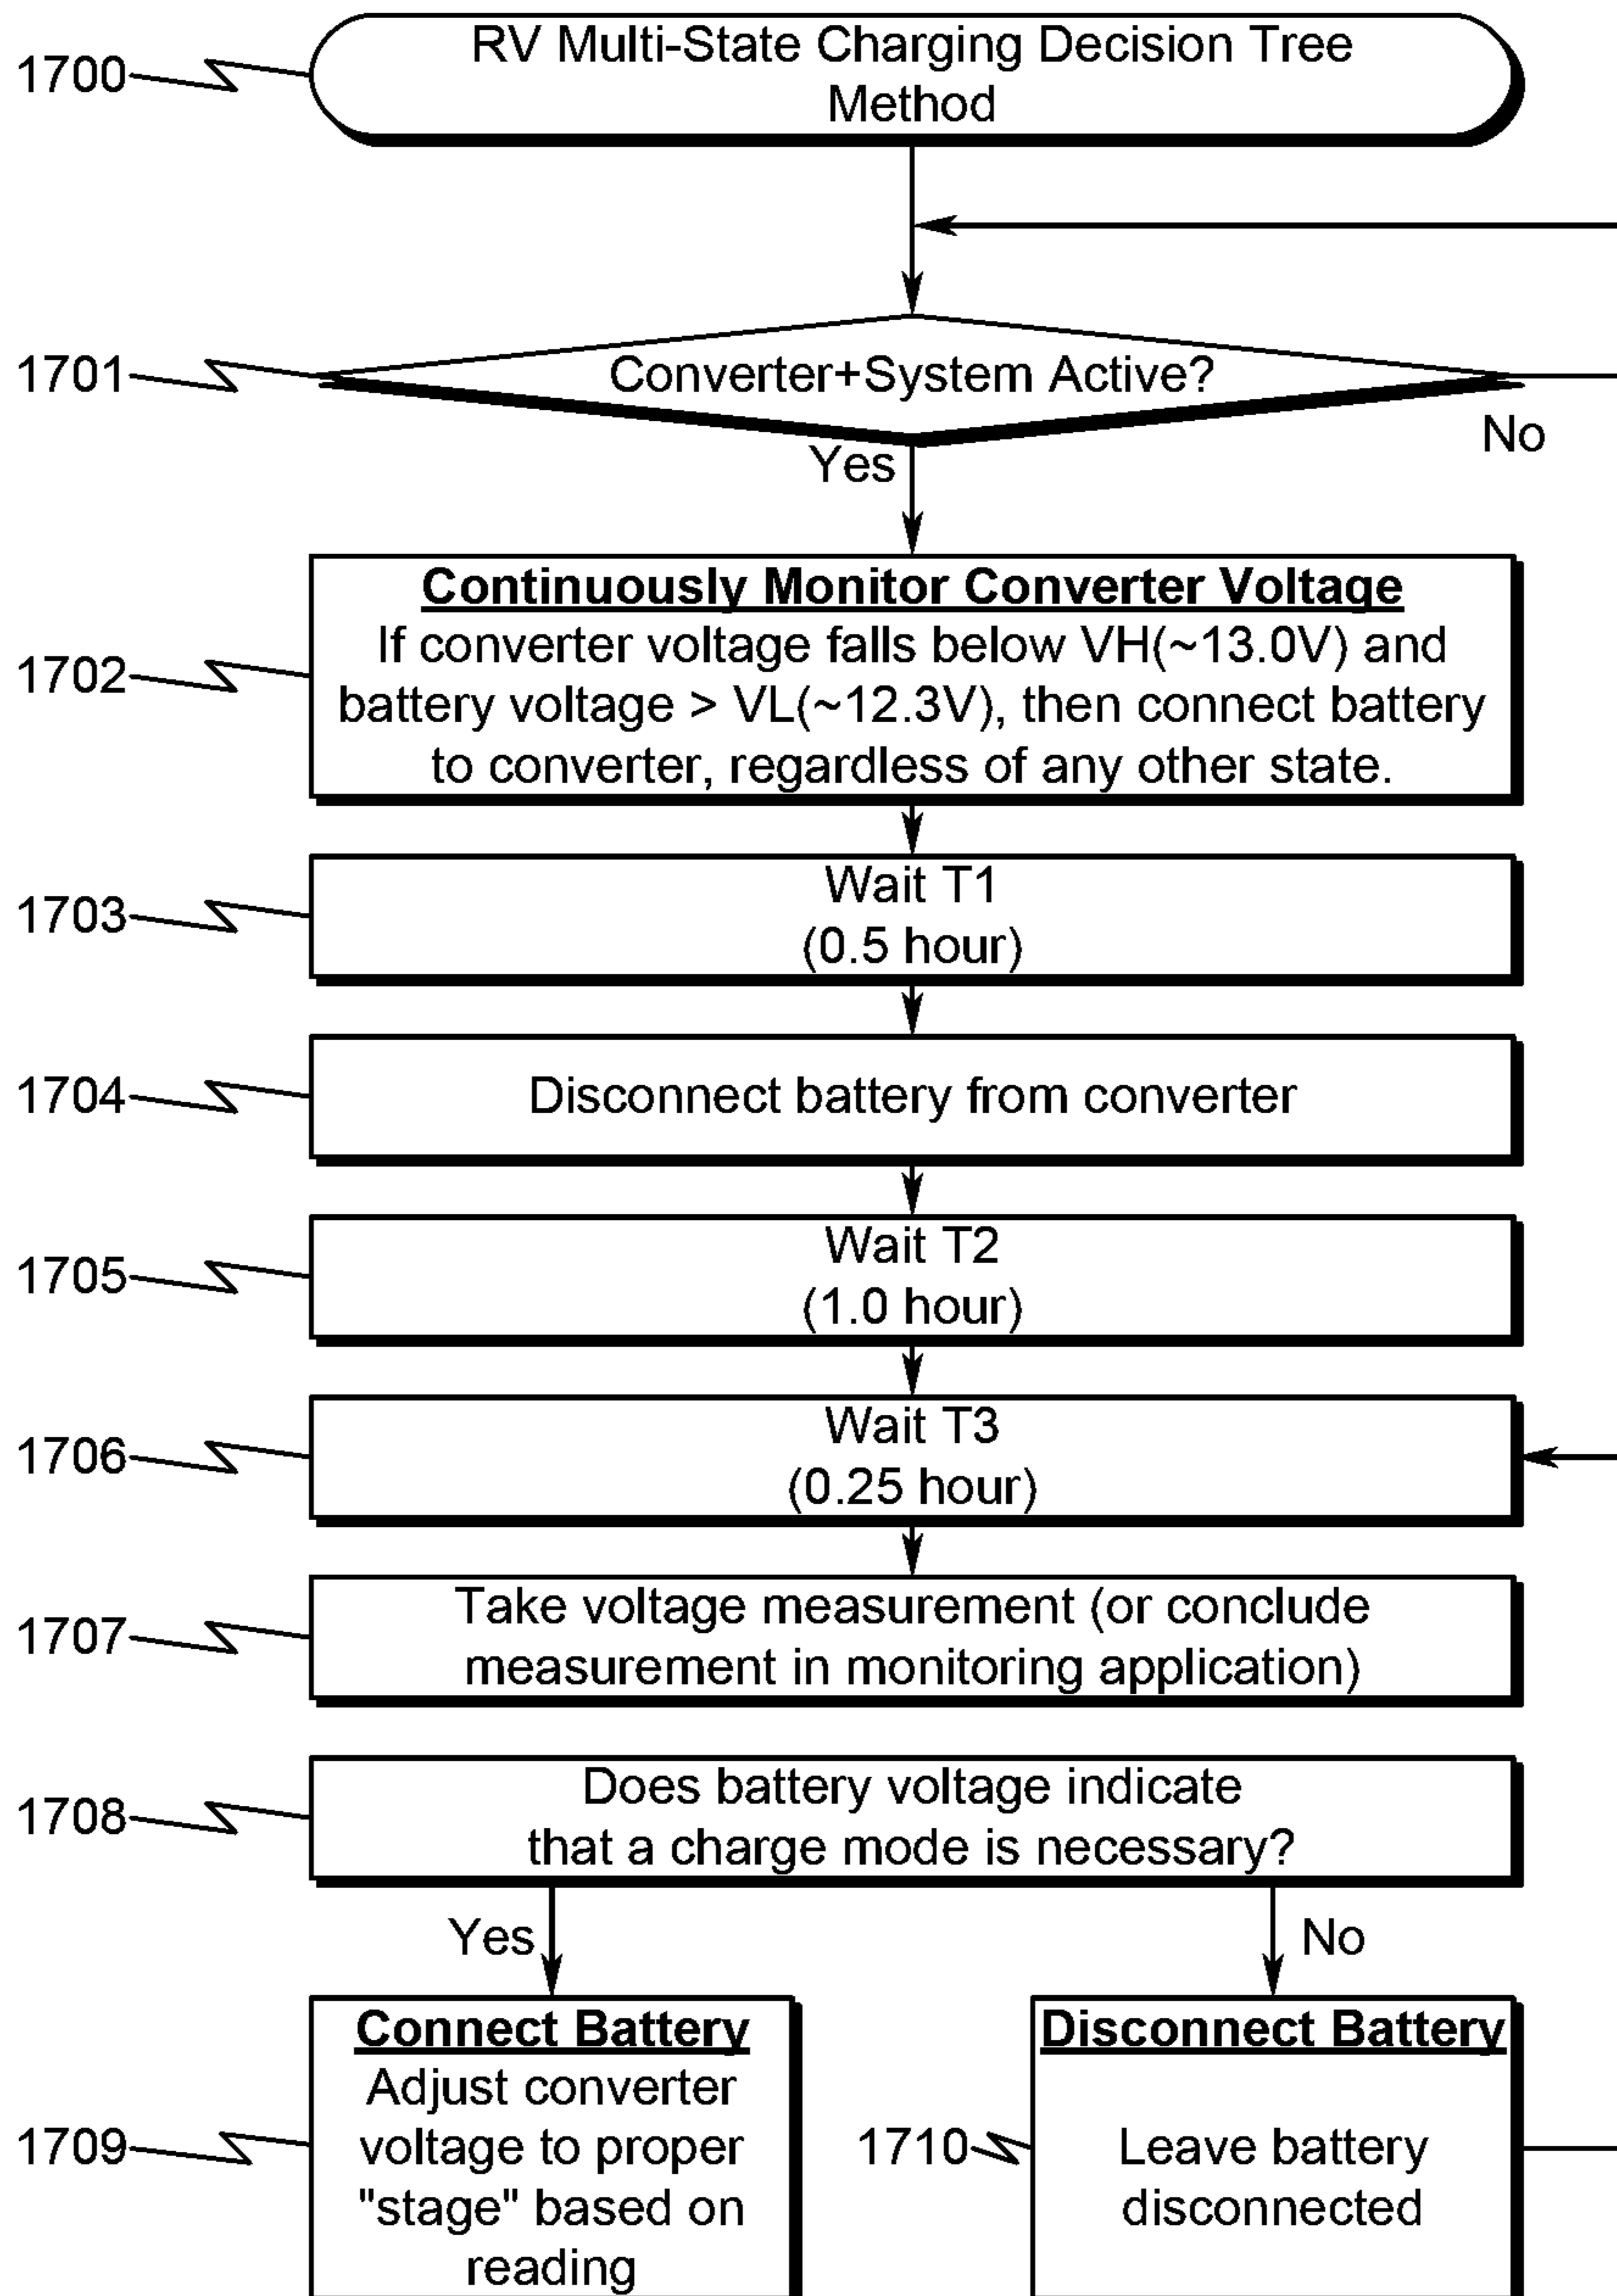 RV Multi-State Charging Decision Tree
Method
1700
1701
Converter+System Active?
No
Yes
Continuously Monitor Converter Voltage
If converter voltage falls below VH(~13.0V) and
battery voltage > VL(~12.3V), then connect battery
to converter, regardless of any other state.
1702
Wait T1
(0.5 hour)
1703
Disconnect battery from converter
1704
Wait T2
(1.0 hour)
1705
Wait T3
(0.25 hour)
1706
Take voltage measurement (or conclude
measurement in monitoring application)
1707
Does battery voltage indicate
that a charge mode is necessary?
1708
Yes
No
Connect Battery
Adjust converter
voltage to proper
"stage" based on
reading
1709
Disconnect Battery
Leave battery
disconnected
1710